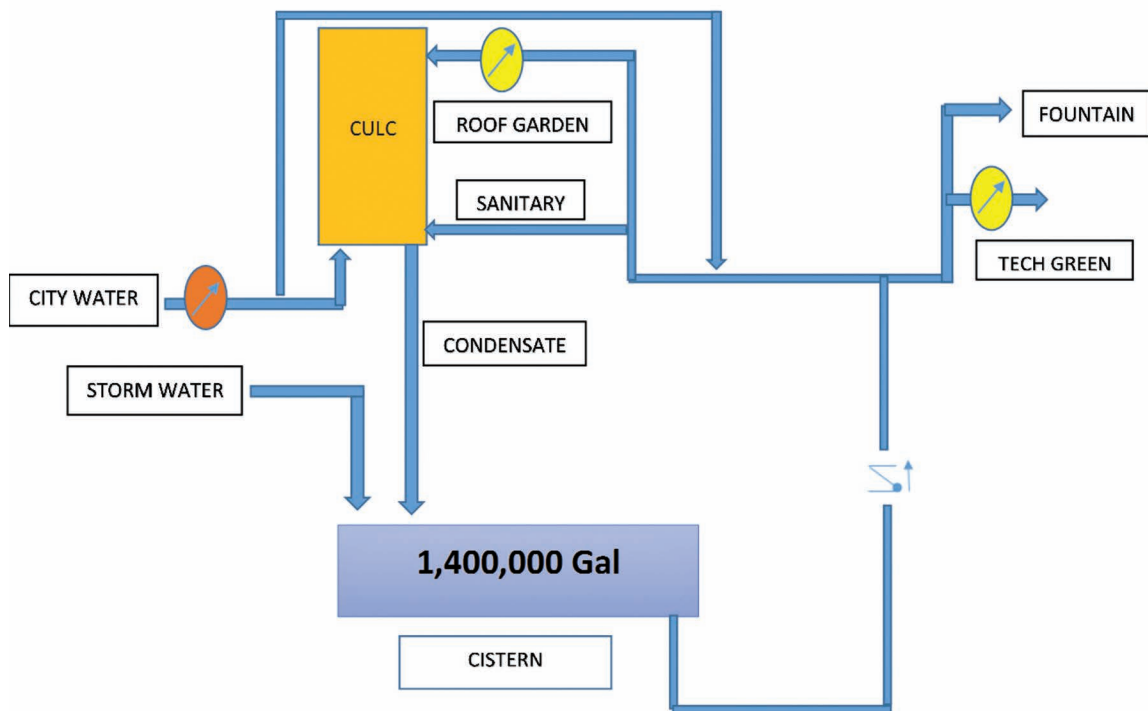 CULC
ROOF GARDEN
FOUNTAIN
SANITARY
TECH GREEN
CITY WATER
CONDENSATE
STORM WATER
1,400,000 Gal
CISTERN